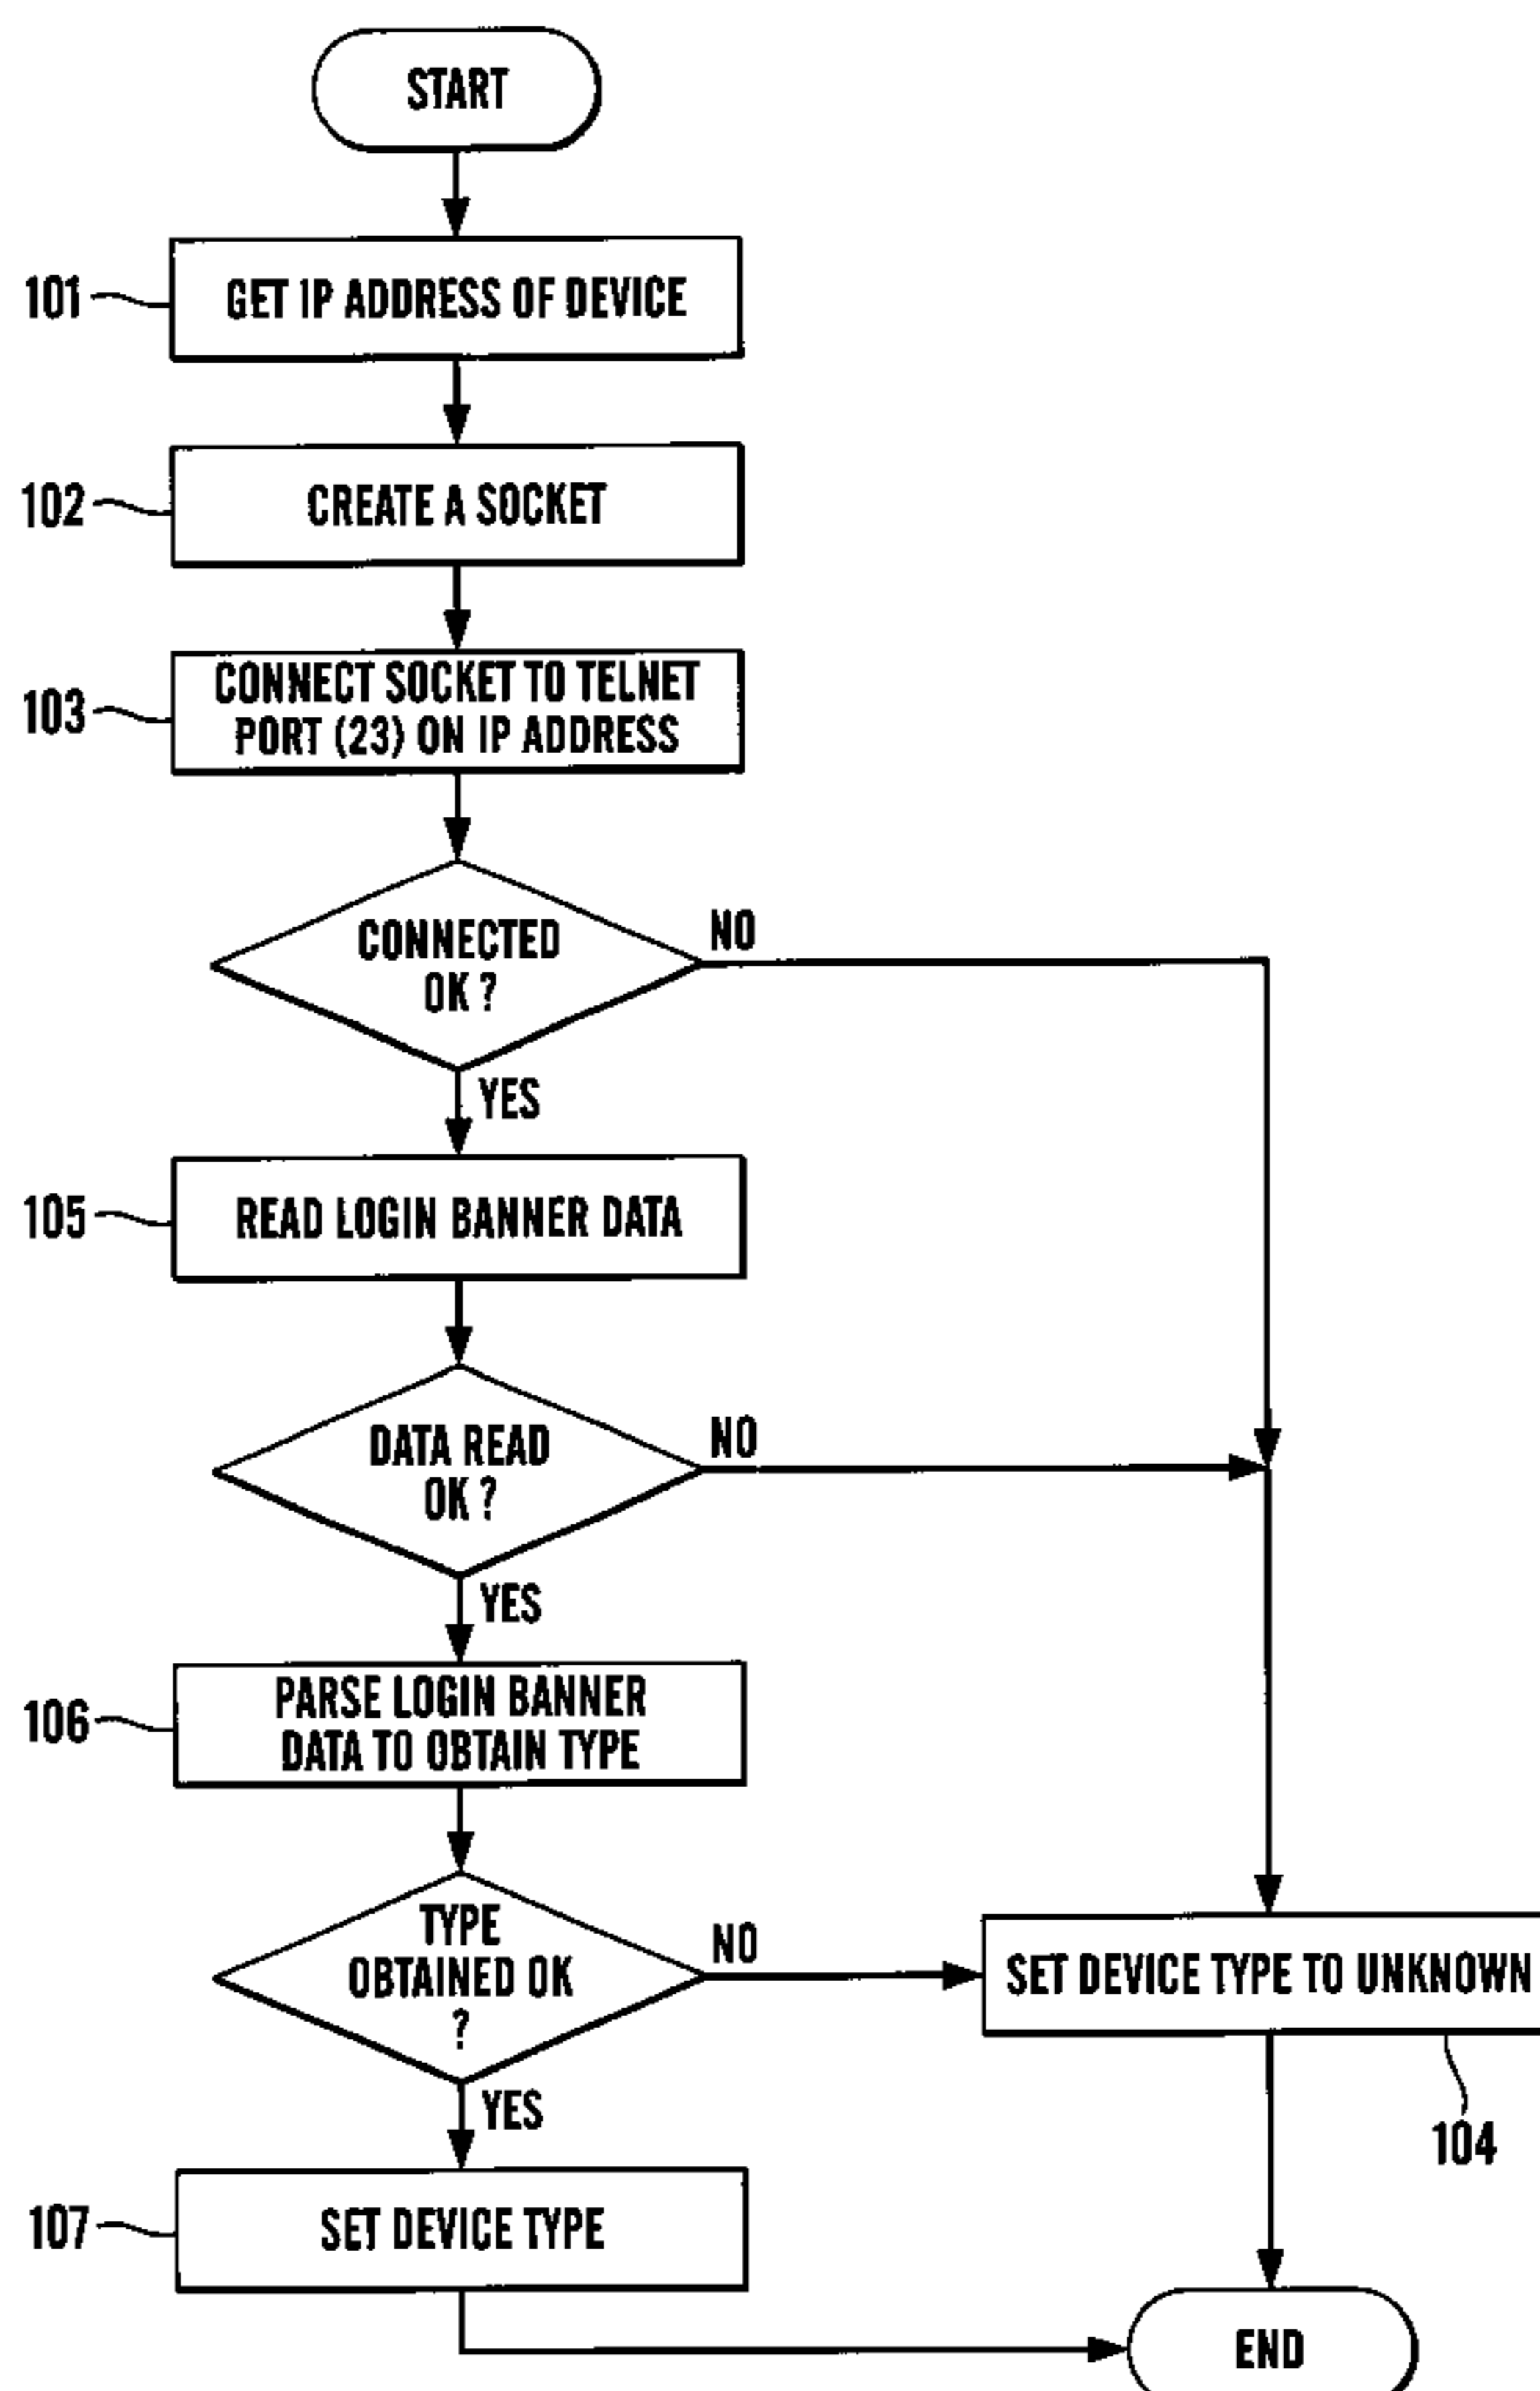 START
101
GET IP ADDRESS OF DEVICE
102
CREATE A SOCKET
103
CONNECT SOCKET TO TELNET
PORT (23) ON IP ADDRESS
CONNECTED
OK ?
NO
YES
105
READ LOGIN BANNER DATA
DATA READ
OK ?
NO
YES
106
PARSE LOGIN BANNER
DATA TO OBTAIN TYPE
TYPE
OBTAINED OK
?
NO
SET DEVICE TYPE TO UNKNOWN
104
YES
107
SET DEVICE TYPE
END